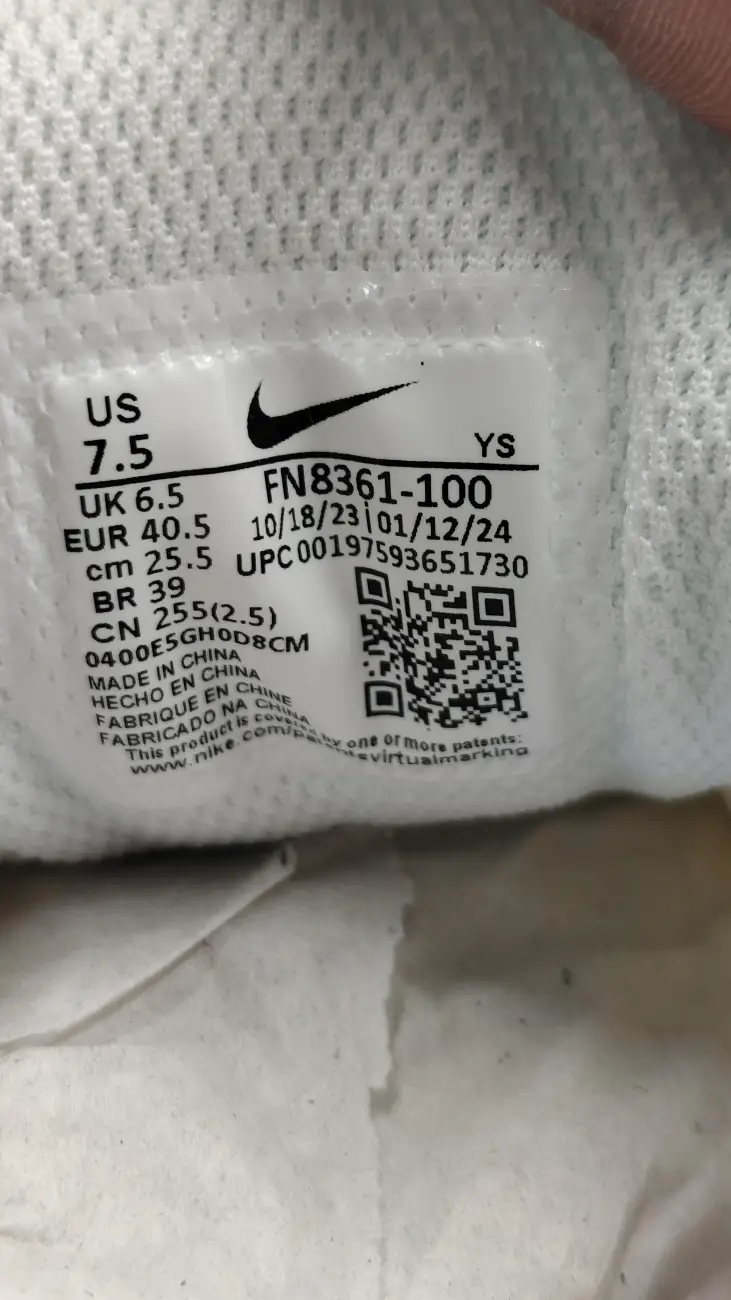 US
7.5
YS
UK 6.5
FN8361-100
EUR 40.5
10/18/23|01/12/24
cm 25.5
UPC00197593651730
BR 39
CN 255(2.5)
0400E5GH0D8CM
MADE IN CHINA
HECHO EN CHINA
FABRIQUE EN CHINE
FABRICADO NA CHINA
This product is covered by one or more patents:
www.nike.com/patentsvirtualmarking